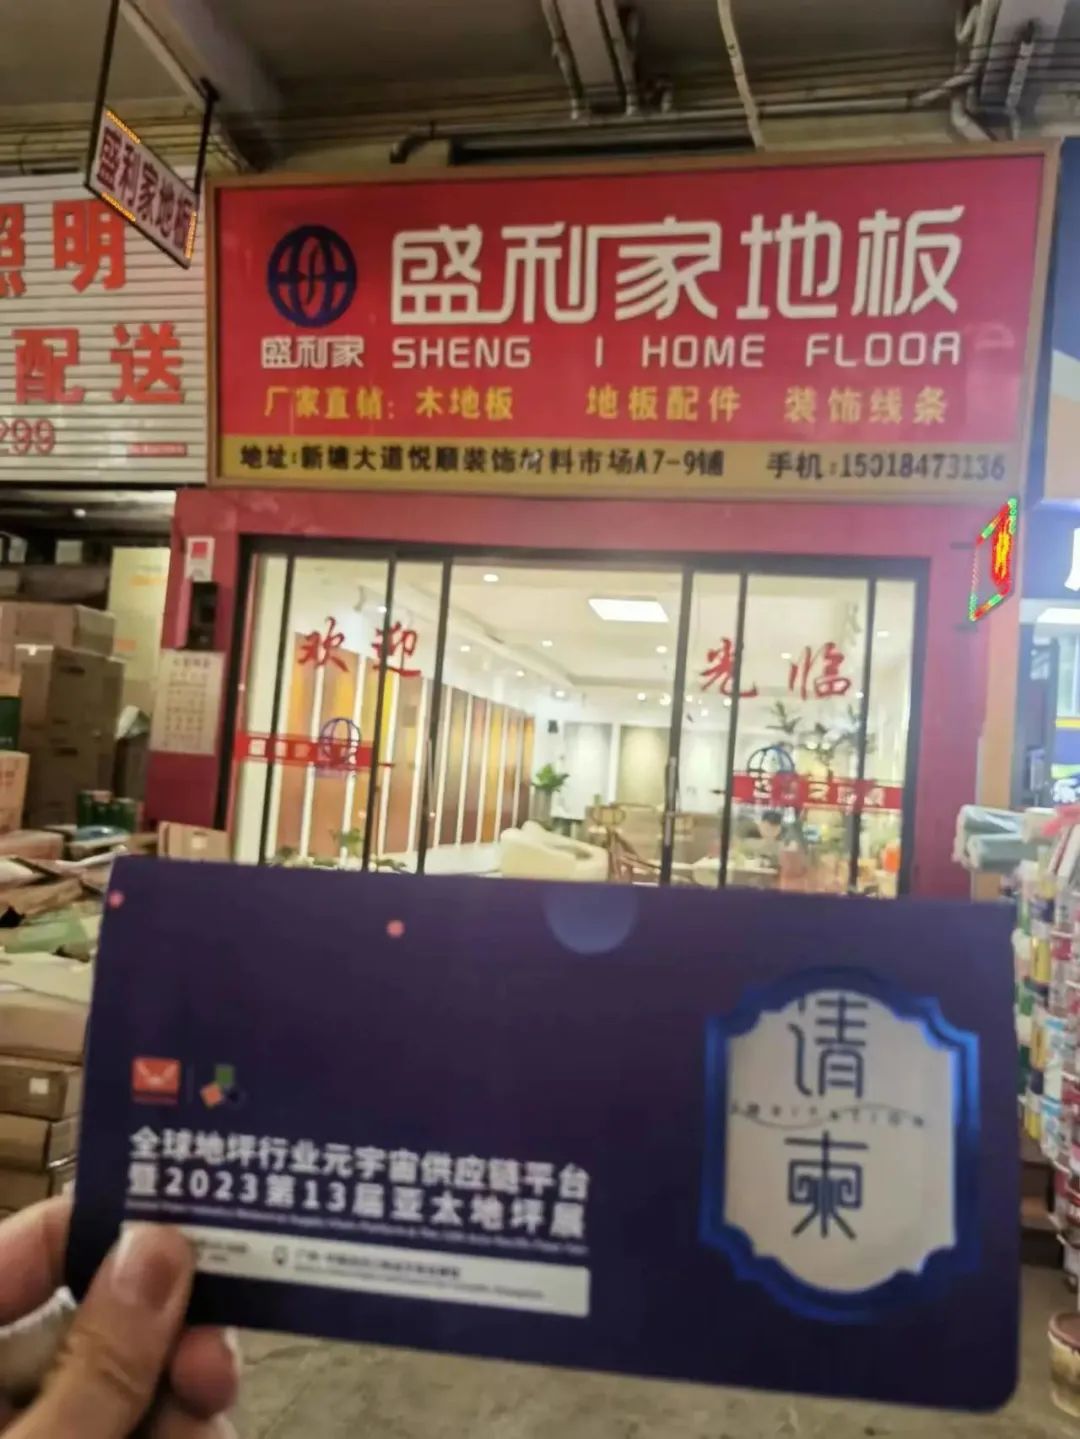 盛利家地板
照明
配送
299
盛利家地板
盛利家 SHENG I HOME FLOOR
厂家直销：木地板 地板配件 装饰线条
地址：新塘大道悦顺装饰材料市场A7-9铺 手机：15018473136
欢迎 光临
请
INVITATION
柬
全球地坪行业元宇宙供应链平台
暨2023第13届亚太地坪展